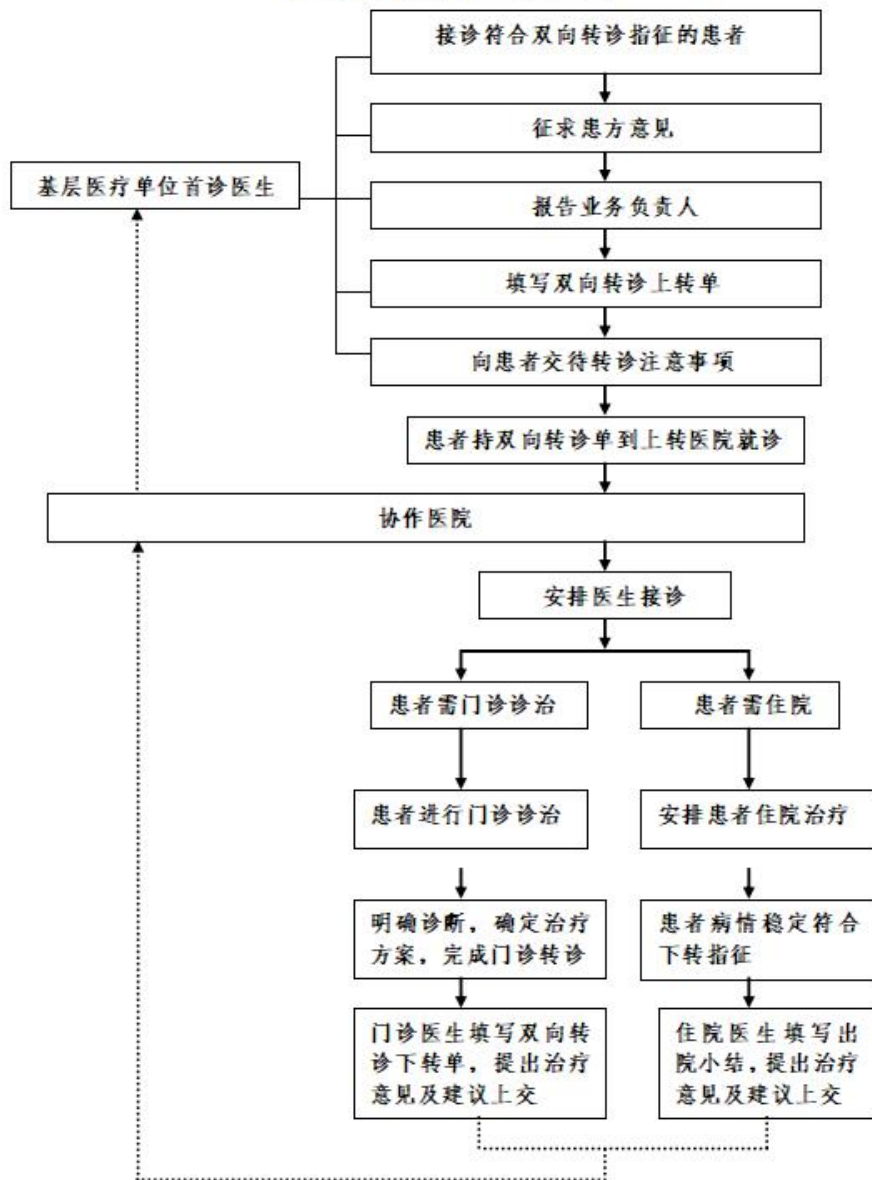 接诊符合双向转诊指征的患者
征求患方意见
基层医疗单位首诊医生
报告业务负责人
填写双向转诊上转单
向患者交待转诊注意事项
患者持双向转诊单到上转医院就诊
协作医院
安排医生接诊
患者需门诊诊治
患者需住院
患者进行门诊诊治
安排患者住院治疗
明确诊断，确定治疗
方案，完成门诊转诊
患者病情稳定符合
下转指征
门诊医生填写双向转
诊下转单，提出治疗
意见及建议上交
住院医生填写出
院小结，提出治疗
意见及建议上交